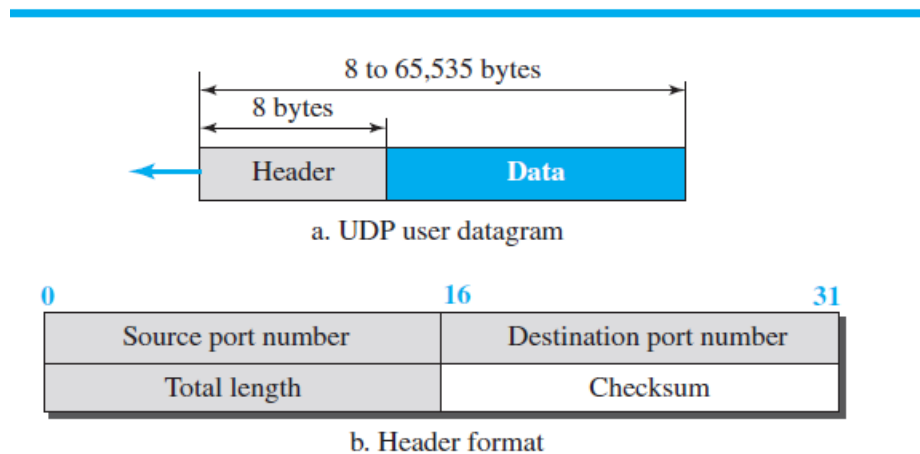 8 to 65,535 bytes
8 bytes
Header Data
a. UDP user datagram
0 16 31
Source port number Destination port number
Total length Checksum
b. Header format